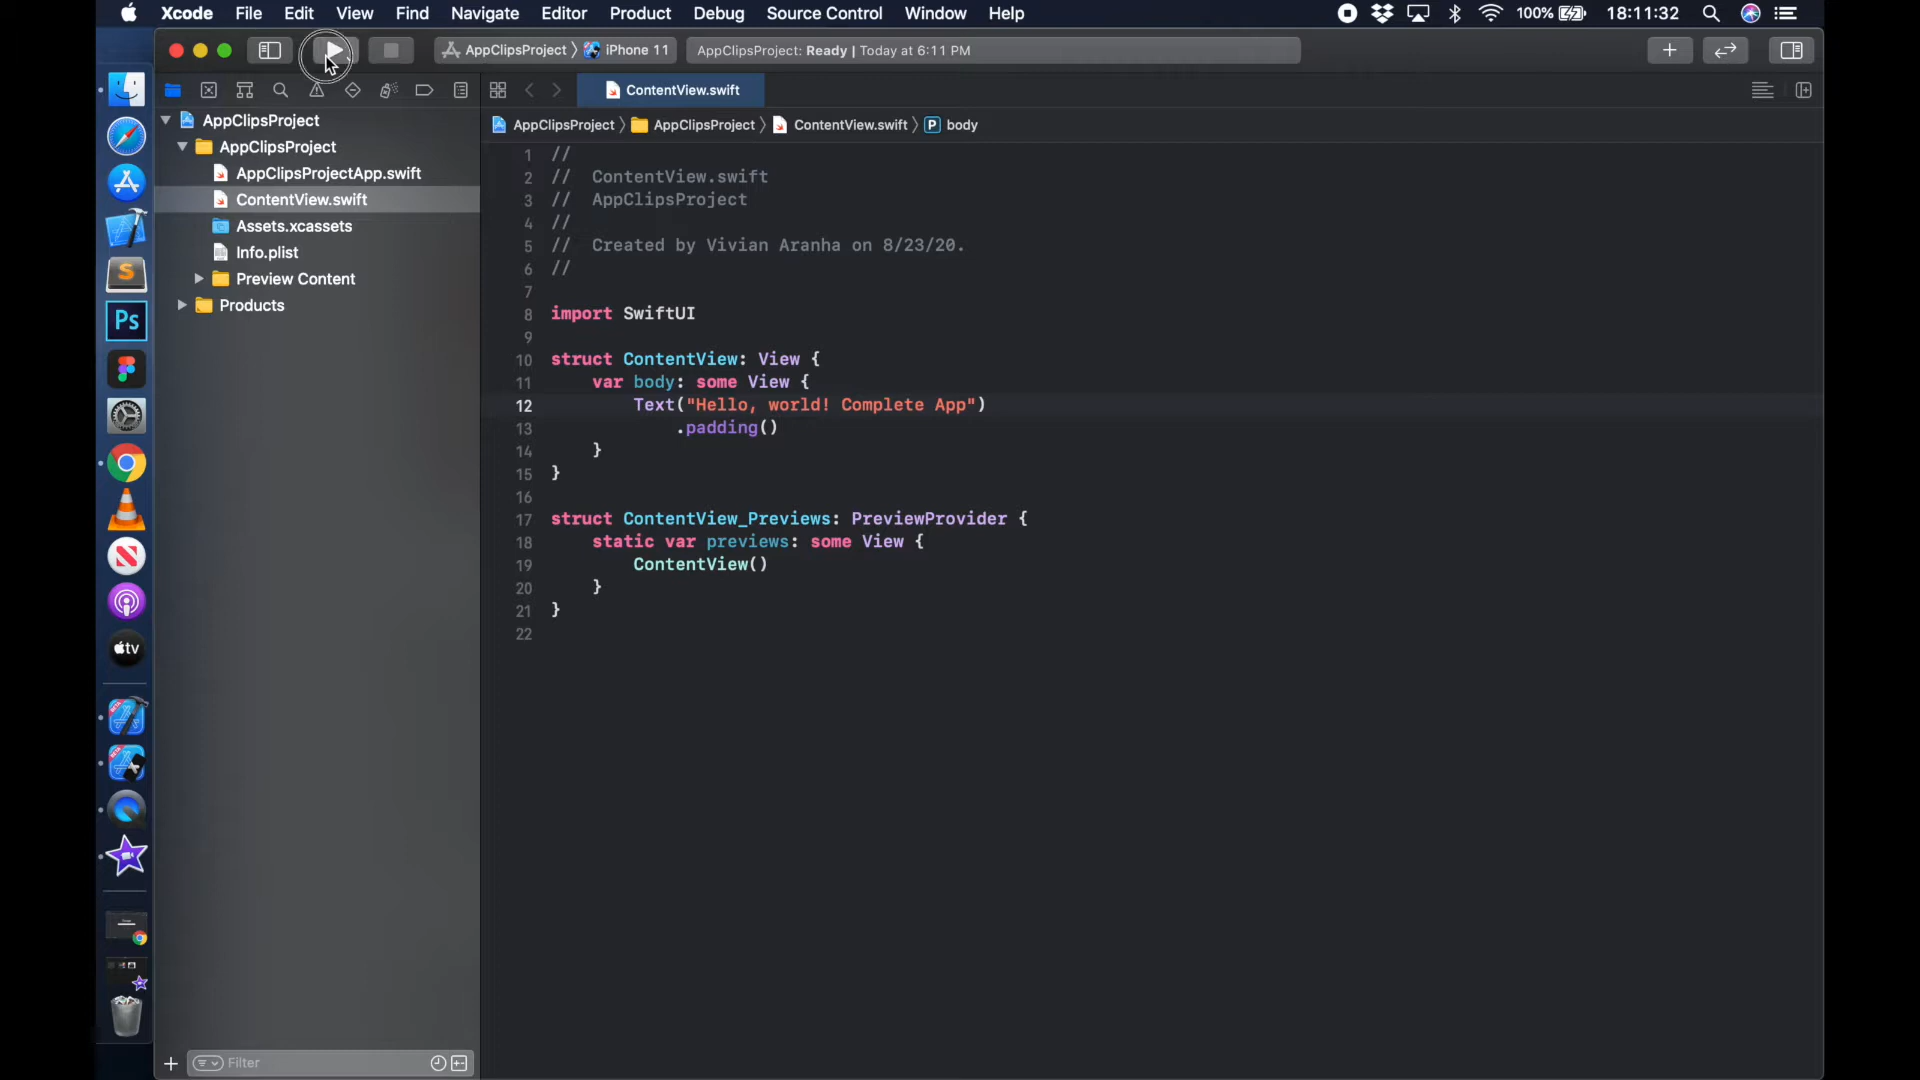 Xcode File Edit View Find Navigate Editor Product Debug Source Control Window Help 100% 18:11:32
AppClipsProject 〉 iPhone 11 AppClipsProject: Ready | Today at 6:11 PM
ContentView.swift
AppClipsProject 〉 AppClipsProject 〉 ContentView.swift 〉 P body
AppClipsProject
AppClipsProject
AppClipsProjectApp.swift
ContentView.swift
Assets.xcassets
Info.plist
Preview Content
Products
1 //
2 // ContentView.swift
3 // AppClipsProject
4 //
5 // Created by Vivian Aranha on 8/23/20.
6 //
7
8 import SwiftUI
9
10 struct ContentView: View {
11 var body: some View {
12 Text("Hello, world! Complete App")
13 .padding()
14 }
15 }
16
17 struct ContentView_Previews: PreviewProvider {
18 static var previews: some View {
19 ContentView()
20 }
21 }
22
S
Ps
tv
Filter